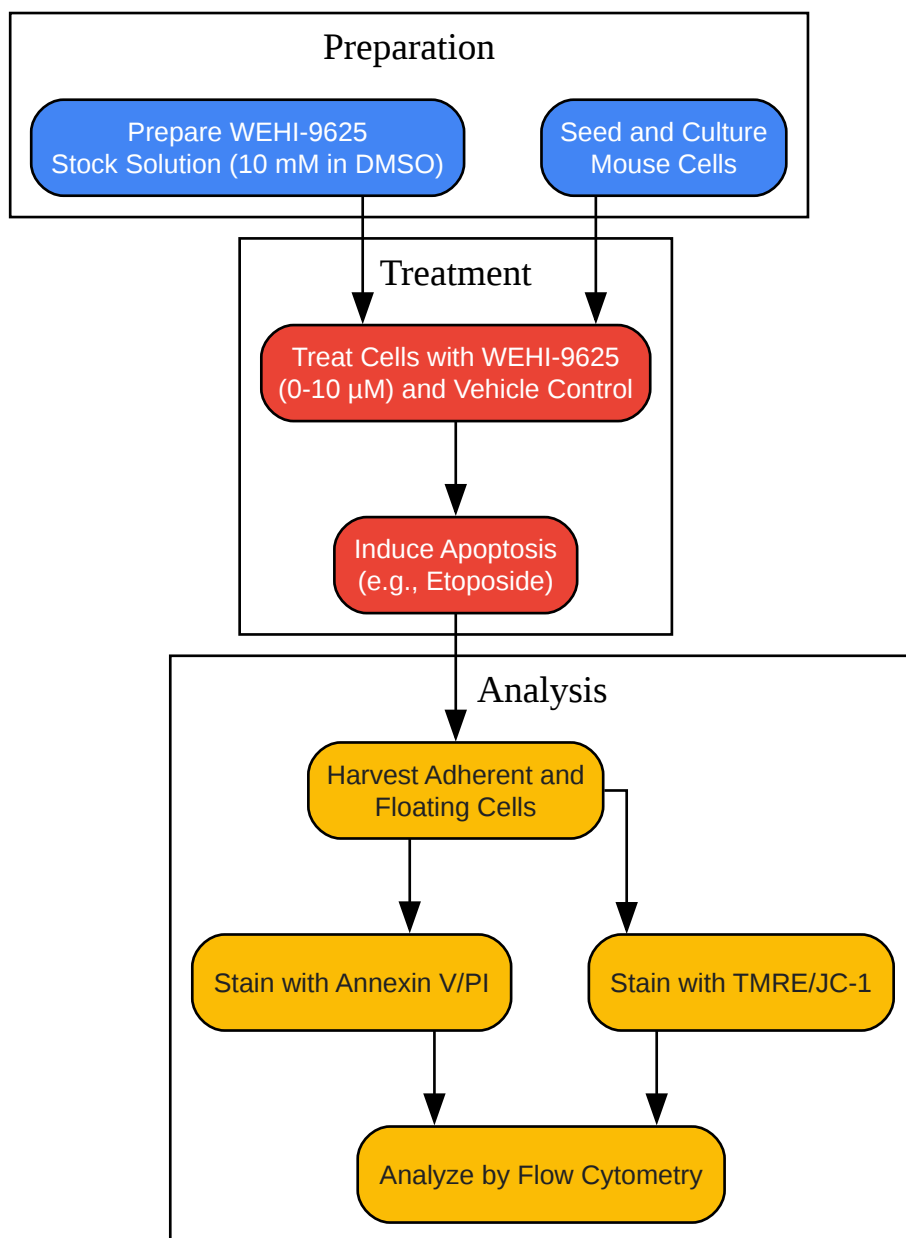 Preparation
Prepare WEHI-9625
Stock Solution (10 mM in DMSO)
Seed and Culture
Mouse Cells
Treatment
Treat Cells with WEHI-9625
(0-10 µM) and Vehicle Control
Induce Apoptosis
(e.g., Etoposide)
Analysis
Harvest Adherent and
Floating Cells
Stain with Annexin V/PI
Stain with TMRE/JC-1
Analyze by Flow Cytometry